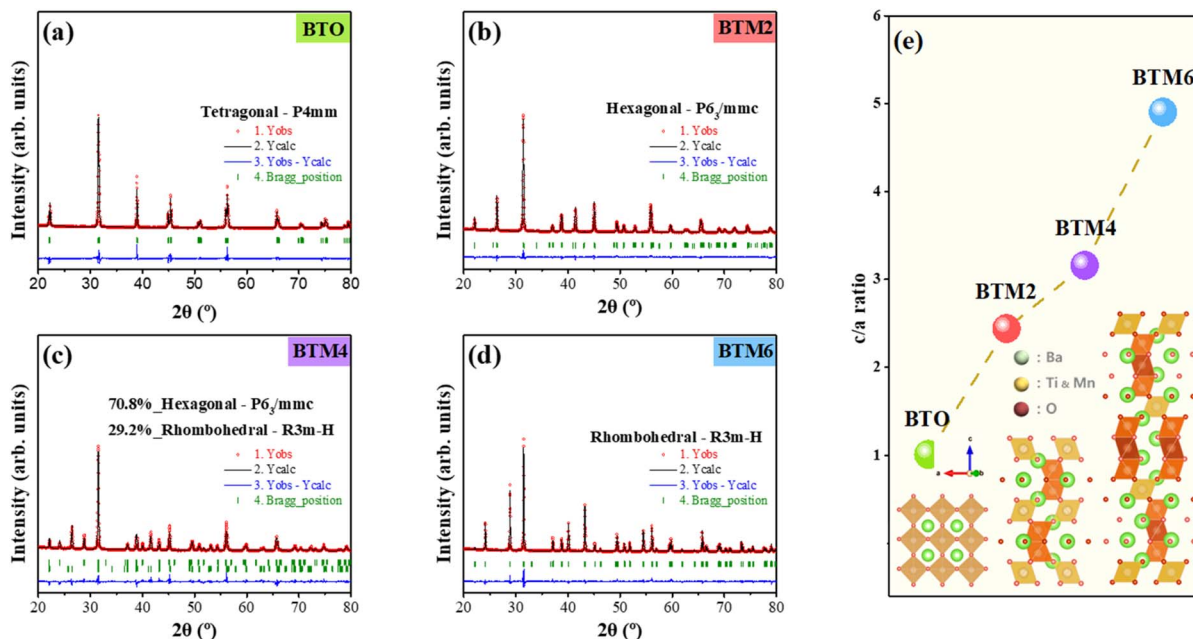 (a)
BTO
Tetragonal - P4mm
1. Yobs
2. Ycalc
3. Yobs - Ycalc
4. Bragg_position
Intensity (arb. units)
20 30 40 50 60 70 80
2θ (º)
(b)
BTM2
Hexagonal - P6₃/mmc
1. Yobs
2. Ycalc
3. Yobs - Ycalc
4. Bragg_position
Intensity (arb. units)
20 30 40 50 60 70 80
2θ (º)
(c)
BTM4
70.8%_Hexagonal - P6₃/mmc
29.2%_Rhombohedral - R3m-H
1. Yobs
2. Ycalc
3. Yobs - Ycalc
4. Bragg_position
Intensity (arb. units)
20 30 40 50 60 70 80
2θ (º)
(d)
BTM6
Rhombohedral - R3m-H
1. Yobs
2. Ycalc
3. Yobs - Ycalc
4. Bragg_position
Intensity (arb. units)
20 30 40 50 60 70 80
2θ (º)
(e)
6
5
4
3
2
1
c/a ratio
BTM6
BTM4
BTM2
BTO
: Ba
: Ti & Mn
: O
c
a
b